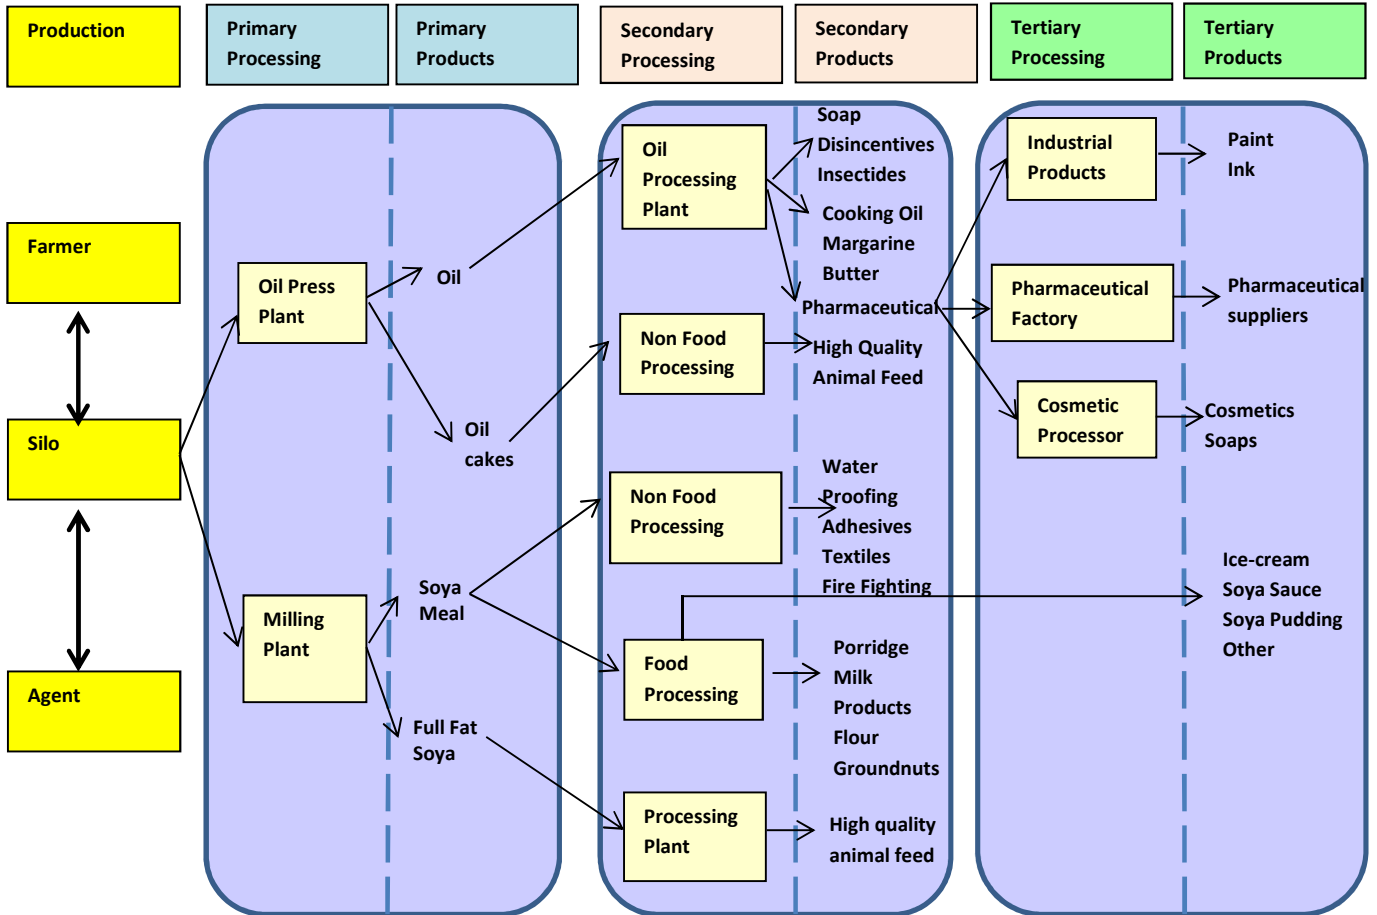 Production
Primary
Processing
Primary
Products
Secondary
Processing
Secondary
Products
Tertiary
Processing
Tertiary
Products
Farmer
Silo
Agent
Oil Press
Plant
Milling
Plant
Oil
Oil
cakes
Soya
Meal
Full Fat
Soya
Oil
Processing
Plant
Non Food
Processing
Non Food
Processing
Food
Processing
Processing
Plant
Soap
Disincentives
Insectides
Cooking Oil
Margarine
Butter
Pharmaceutical
High Quality
Animal Feed
Water
Proofing
Adhesives
Textiles
Fire Fighting
Porridge
Milk
Products
Flour
Groundnuts
High quality
animal feed
Industrial
Products
Pharmaceutical
Factory
Cosmetic
Processor
Paint
Ink
Pharmaceutical
suppliers
Cosmetics
Soaps
Ice-cream
Soya Sauce
Soya Pudding
Other